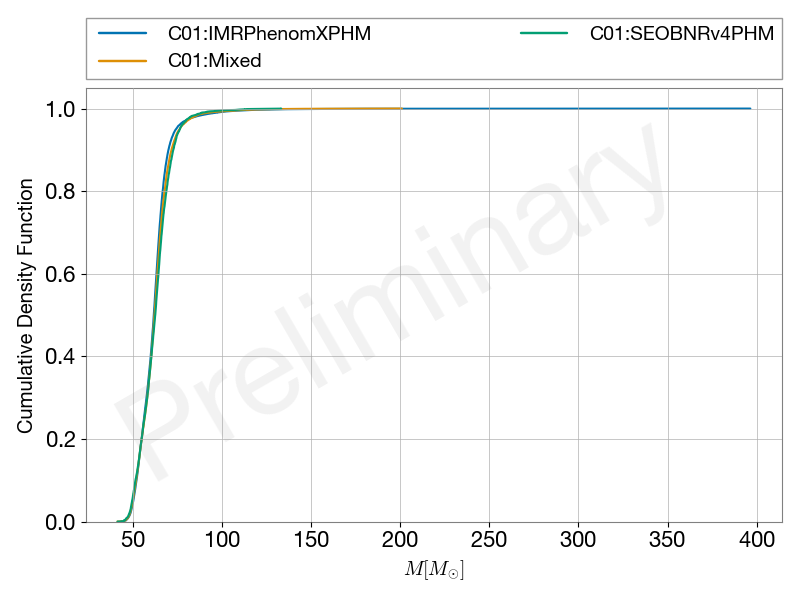 C01:IMRPhenomXPHM
C01:Mixed
C01:SEOBNRv4PHM
1.0
0.8
0.6
0.4
0.2
0.0
Cumulative Density Function
Preliminary
50 100 150 200 250 300 350 400
M[M⊙]